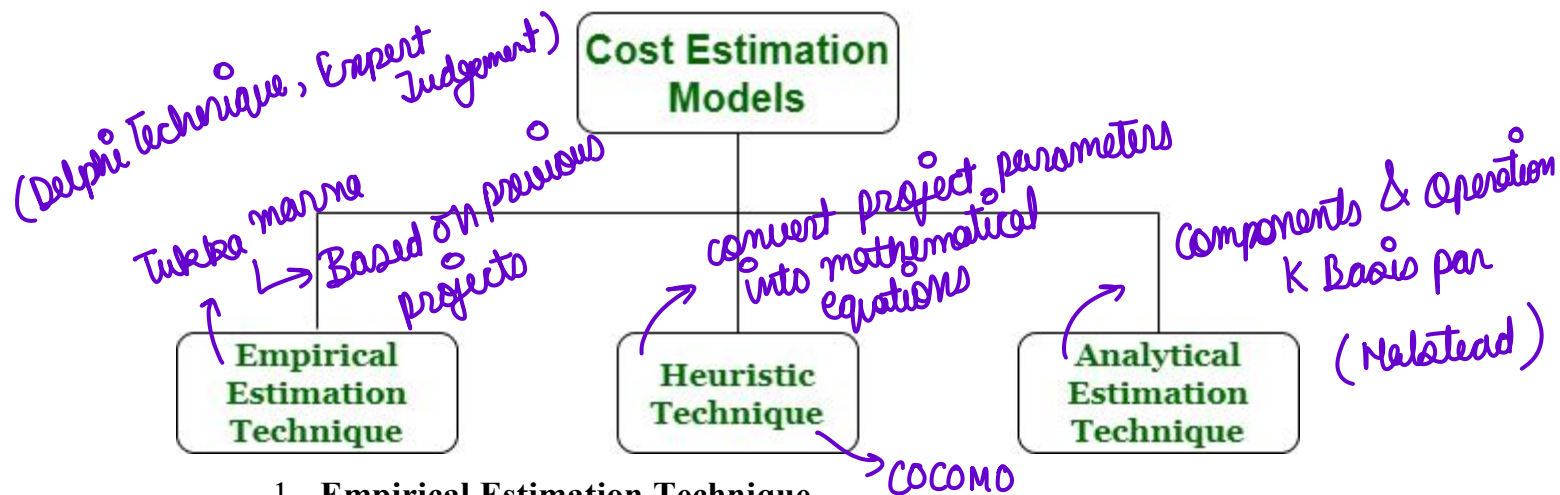 Cost Estimation
Models
(Delphi Technique, Expert
Judgement)
Tukka marna
Based on previous
projects
convert project parameters
into mathematical
equations
Components & Operation
K Basis par
(Halstead)
Empirical
Estimation
Technique
Heuristic
Technique
Analytical
Estimation
Technique
COCOMO
1. Empirical Estimation Technique